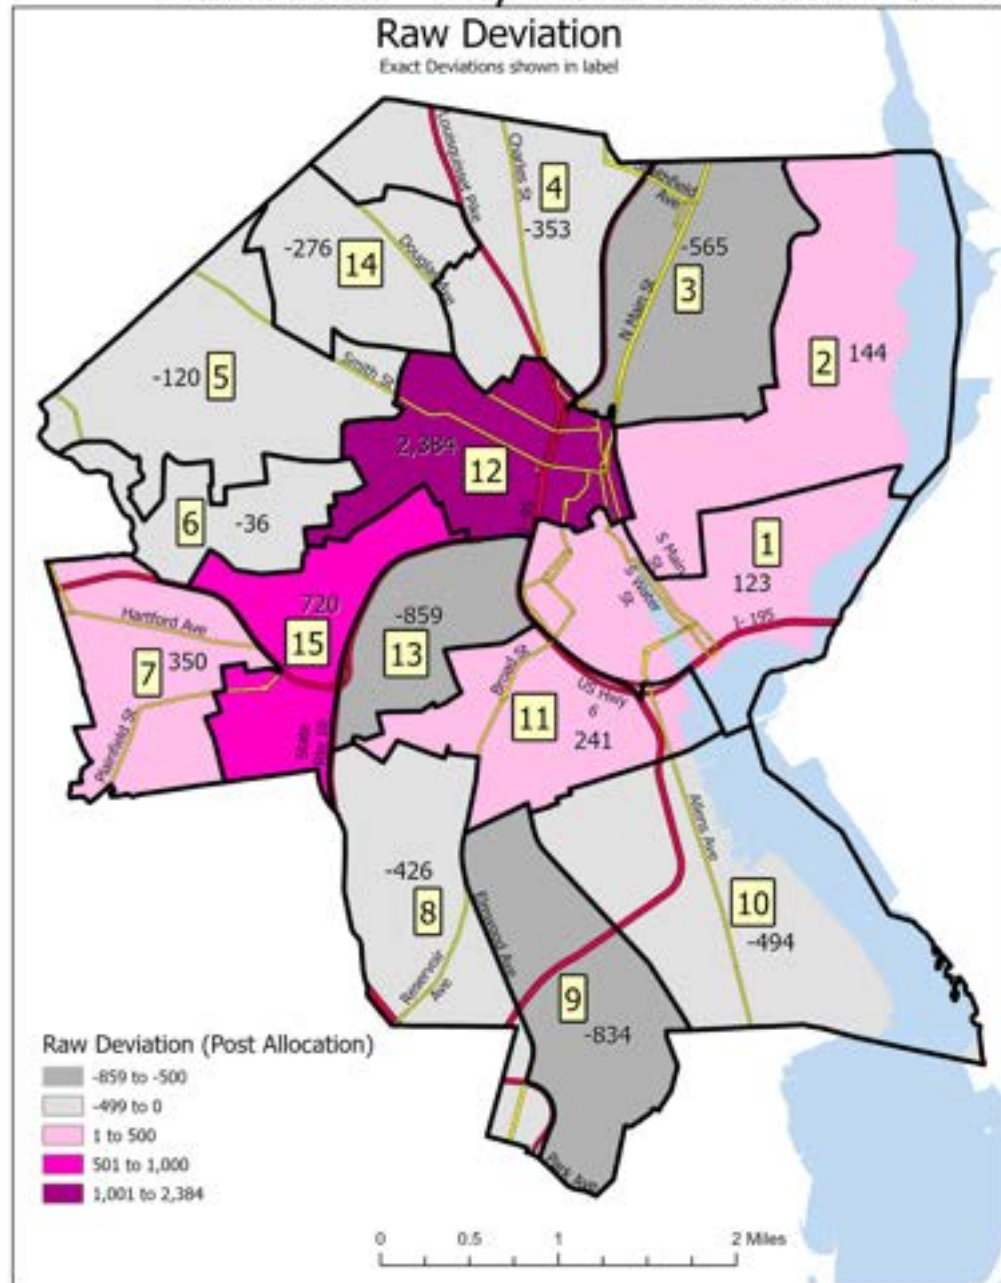 Raw Deviation
Exact Deviations shown in label
Louisquisset Pike
Charles St
4
-353
Ave
-565
3
N Main St
-276
14
Douglas Ave
2
144
-120
5
Smith St
2,384
12
6
-36
1
123
S Main St
S Water St
I- 195
Hartford Ave
7
350
Plainfield St
720
15
State
-859
13
Broad St
US Hwy 6
11
241
-426
8
Reservoir Ave
Elmwood Ave
Allens Ave
10
-494
9
-834
Park Ave
Raw Deviation (Post Allocation)
-859 to -500
-499 to 0
1 to 500
501 to 1,000
1,001 to 2,384
0 0.5 1 2 Miles